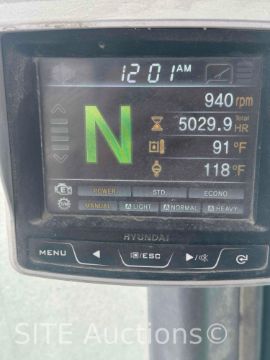 12:01 AM
940 rpm
Total
5029.9 HR
N
91 °F
118 °F
POWER STD. ECONO
MANUAL A LIGHT A NORMAL A HEAVY
HYUNDAI
MENU /ESC
SITE Auctions